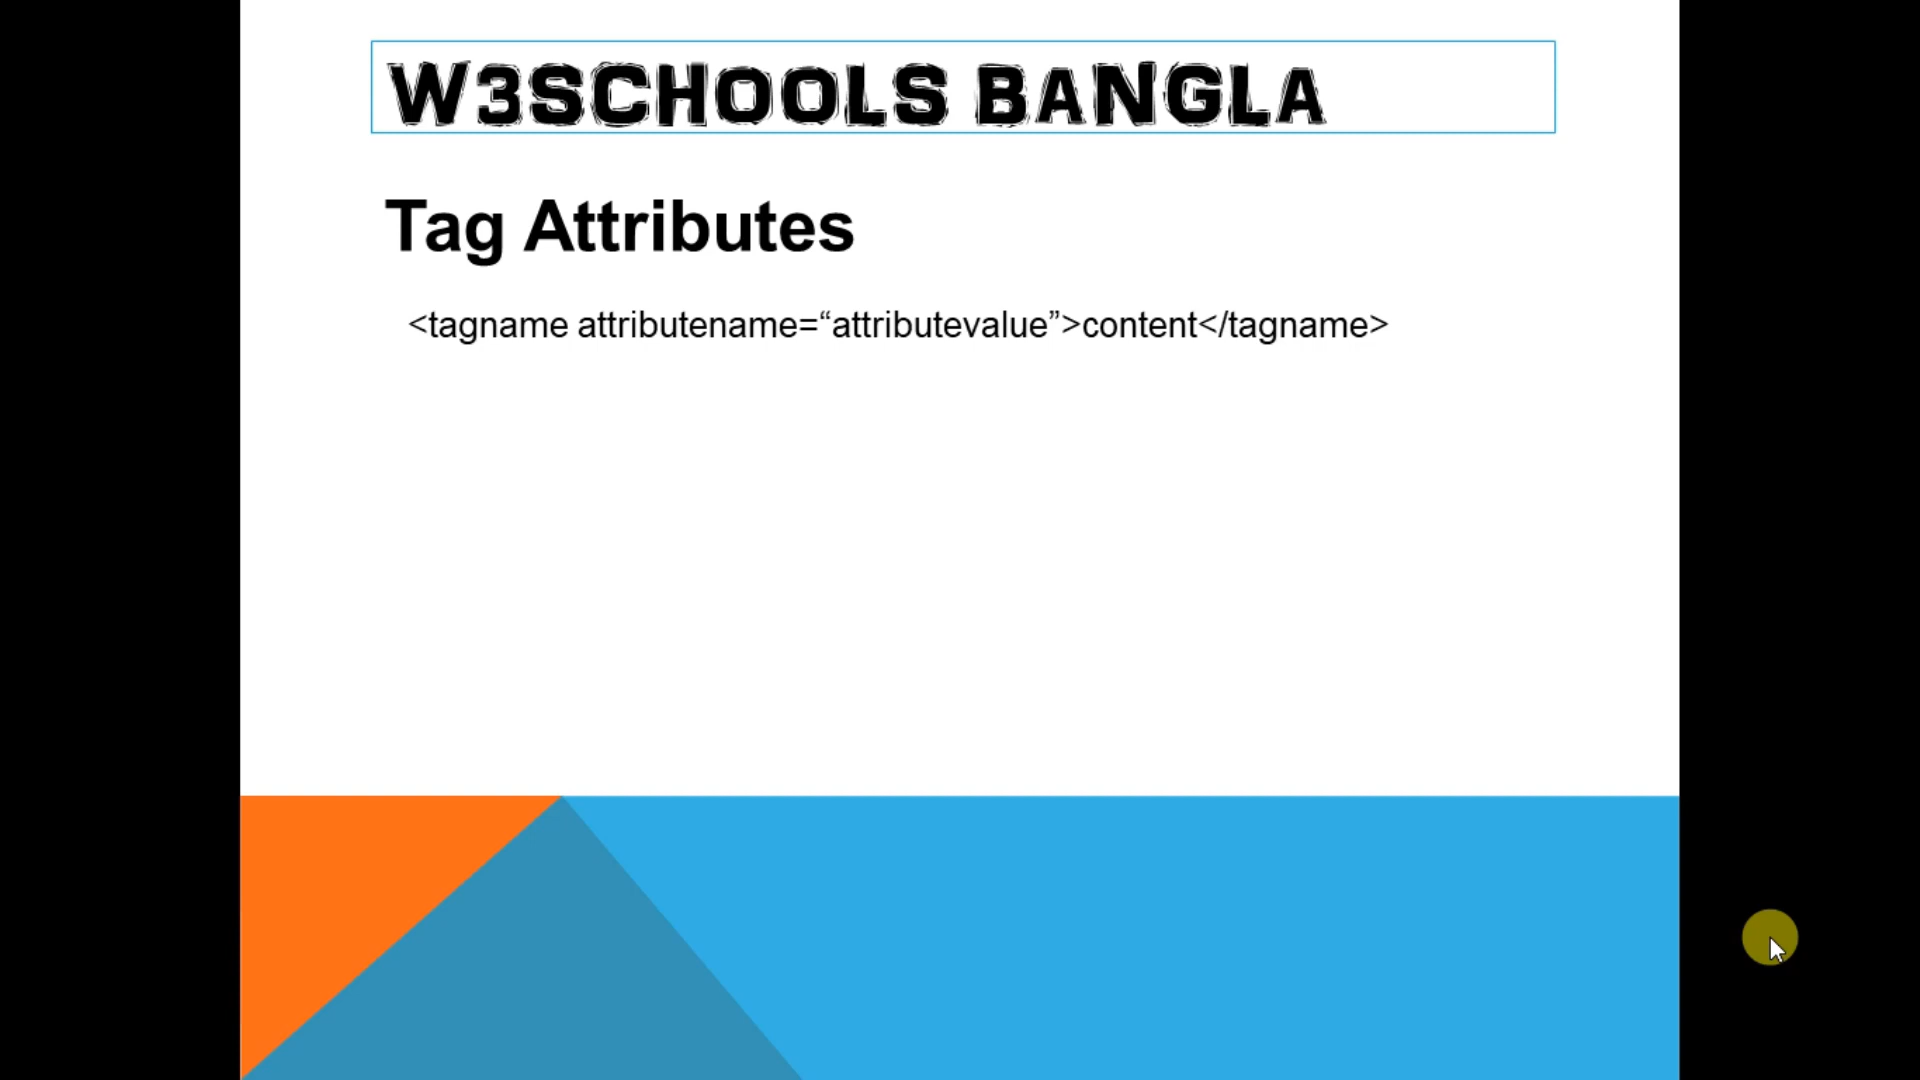 W3SCHOOLS BANGLA
Tag Attributes
<tagname attributename=“attributevalue”>content</tagname>